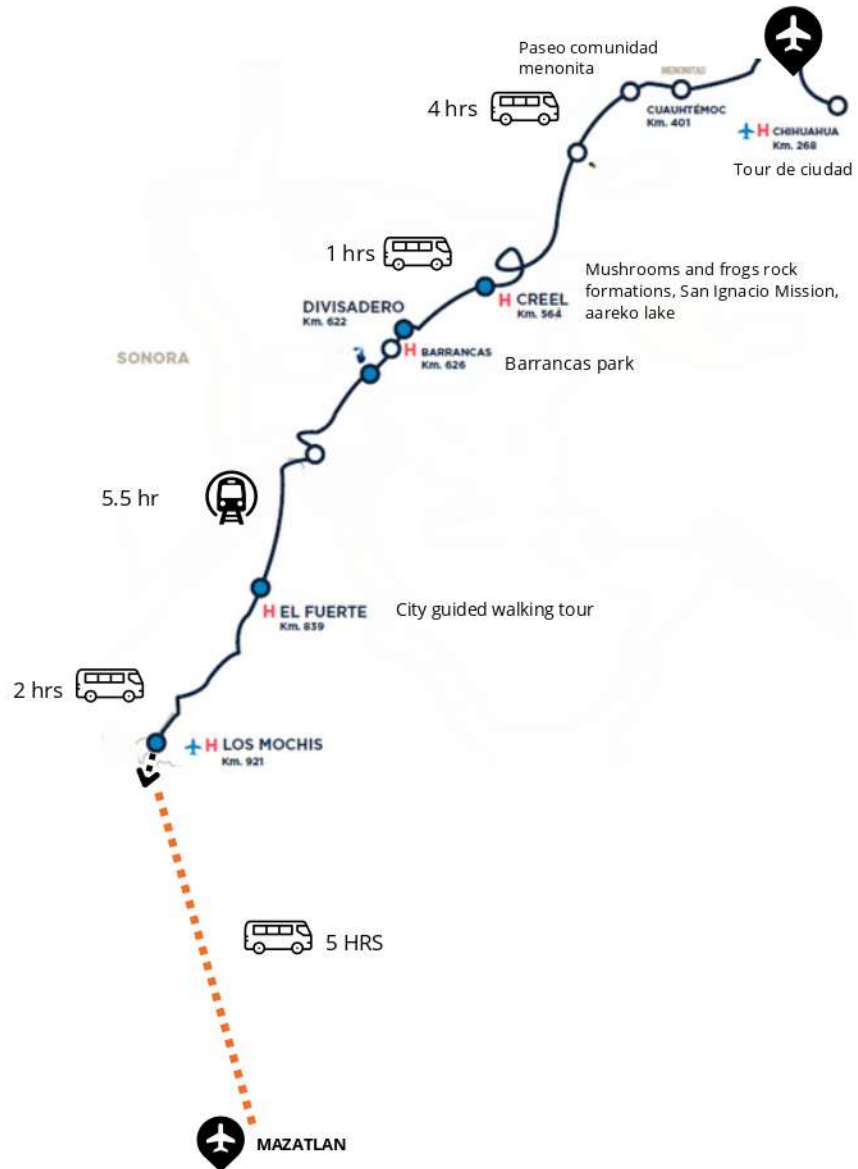 Paseo comunidad
menonita
MENONITAS
4 hrs
CUAUHTÉMOC
Km. 401
H CHIHUAHUA
Km. 268
Tour de ciudad
1 hrs
Mushrooms and frogs rock
formations, San Ignacio Mission,
aareko lake
H CREEL
Km. 564
DIVISADERO
Km. 622
H BARRANCAS
Km. 626
Barrancas park
SONORA
5.5 hr
H EL FUERTE
Km. 839
City guided walking tour
2 hrs
H LOS MOCHIS
Km. 921
5 HRS
MAZATLAN